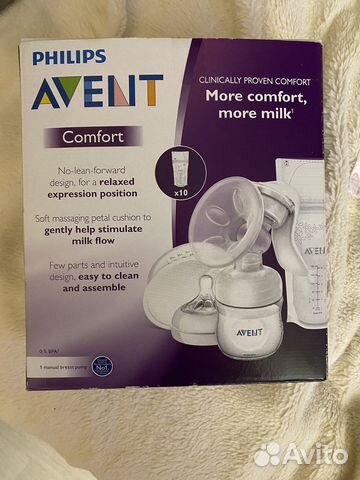 PHILIPS
AVENT
CLINICALLY PROVEN COMFORT
More comfort,
more milk¹
Comfort
No-lean-forward
design, for a relaxed
expression position
x10
Soft massaging petal cushion to
gently help stimulate
milk flow
Few parts and intuitive
design, easy to clean
and assemble
AVENT
AVENT
0% BPA²
1 manual breast pump
No1
Avito